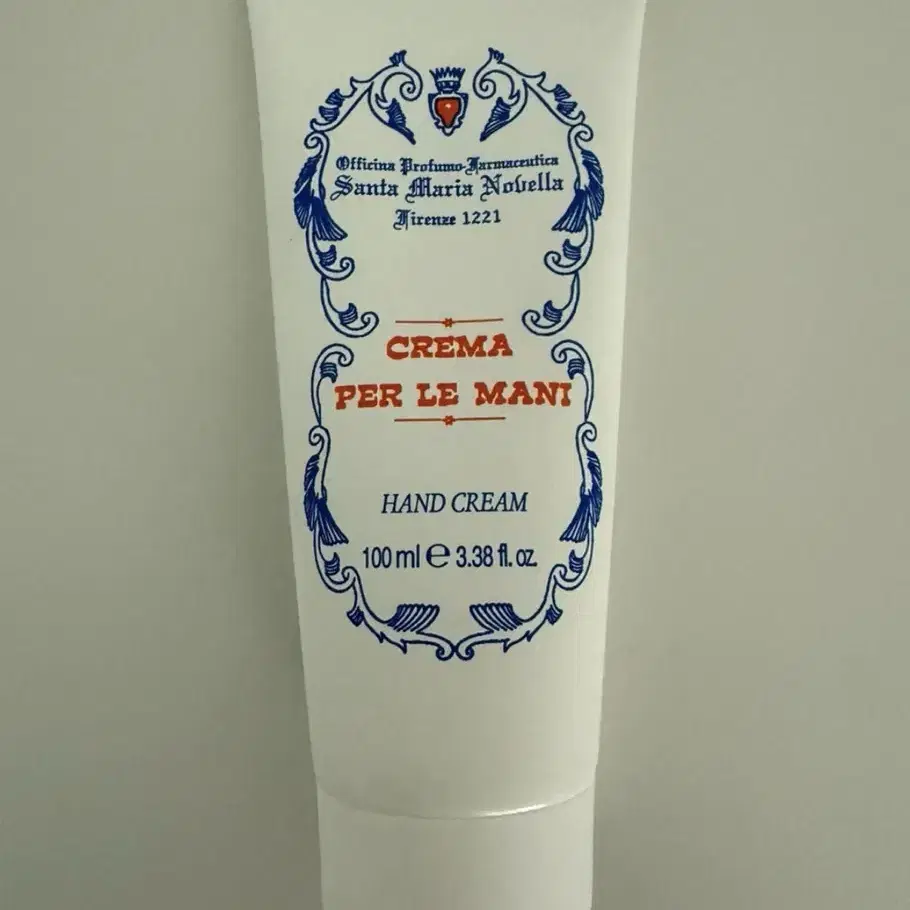 Officina Profumo-Farmaceutica
Santa Maria Novella
Firenze 1221
CREMA
PER LE MANI
HAND CREAM
100 ml ℮ 3.38 fl. oz.